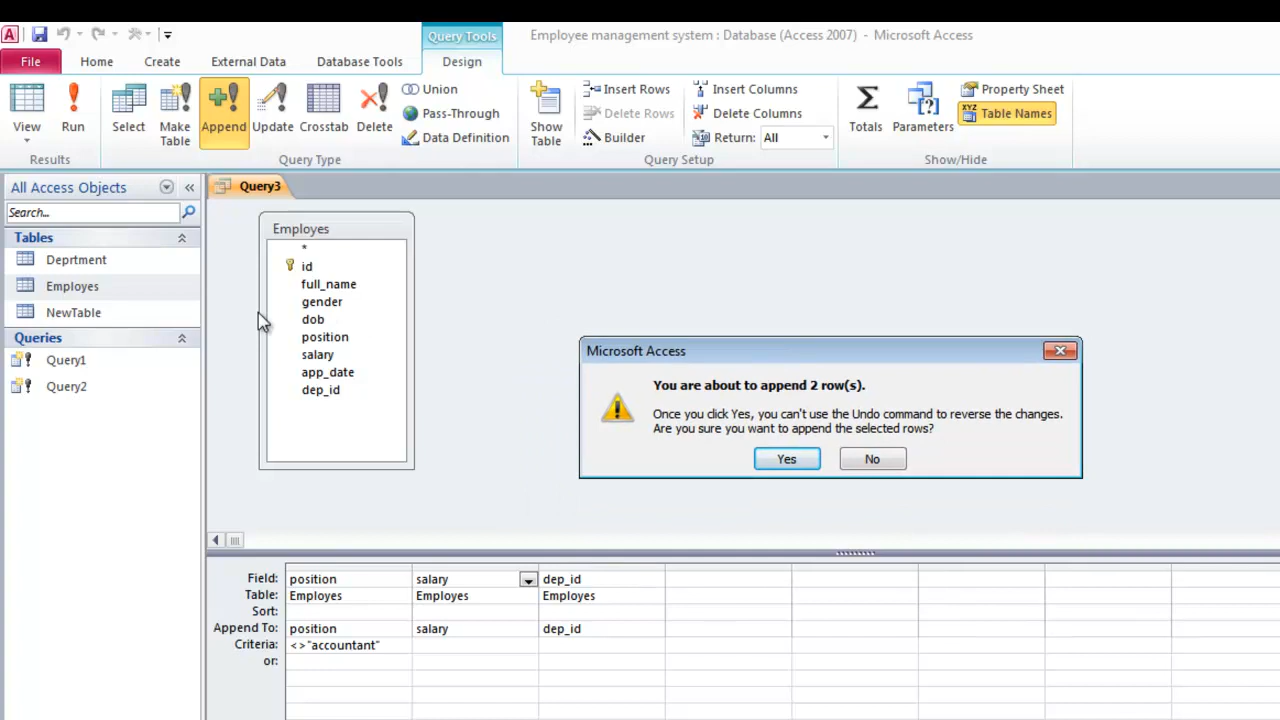 A
Query Tools
Employee management system : Database (Access 2007) - Microsoft Access
File
Home
Create
External Data
Database Tools
Design
View
Run
Select
Make
Table
Append
Update
Crosstab
Delete
Union
Pass-Through
Data Definition
Show
Table
Insert Rows
Delete Rows
Builder
Insert Columns
Delete Columns
Return: All
Totals
Parameters
Property Sheet
XYZ Table Names
Results
Query Type
Query Setup
Show/Hide
All Access Objects
Search...
Tables
Deprtment
Employes
NewTable
Queries
Query1
Query2
Query3
Employes
*
id
full_name
gender
dob
position
salary
app_date
dep_id
Microsoft Access
You are about to append 2 row(s).
Once you click Yes, you can't use the Undo command to reverse the changes.
Are you sure you want to append the selected rows?
Yes
No
Field: position salary dep_id
Table: Employes Employes Employes
Sort:
Append To: position salary dep_id
Criteria: <>"accountant"
or: